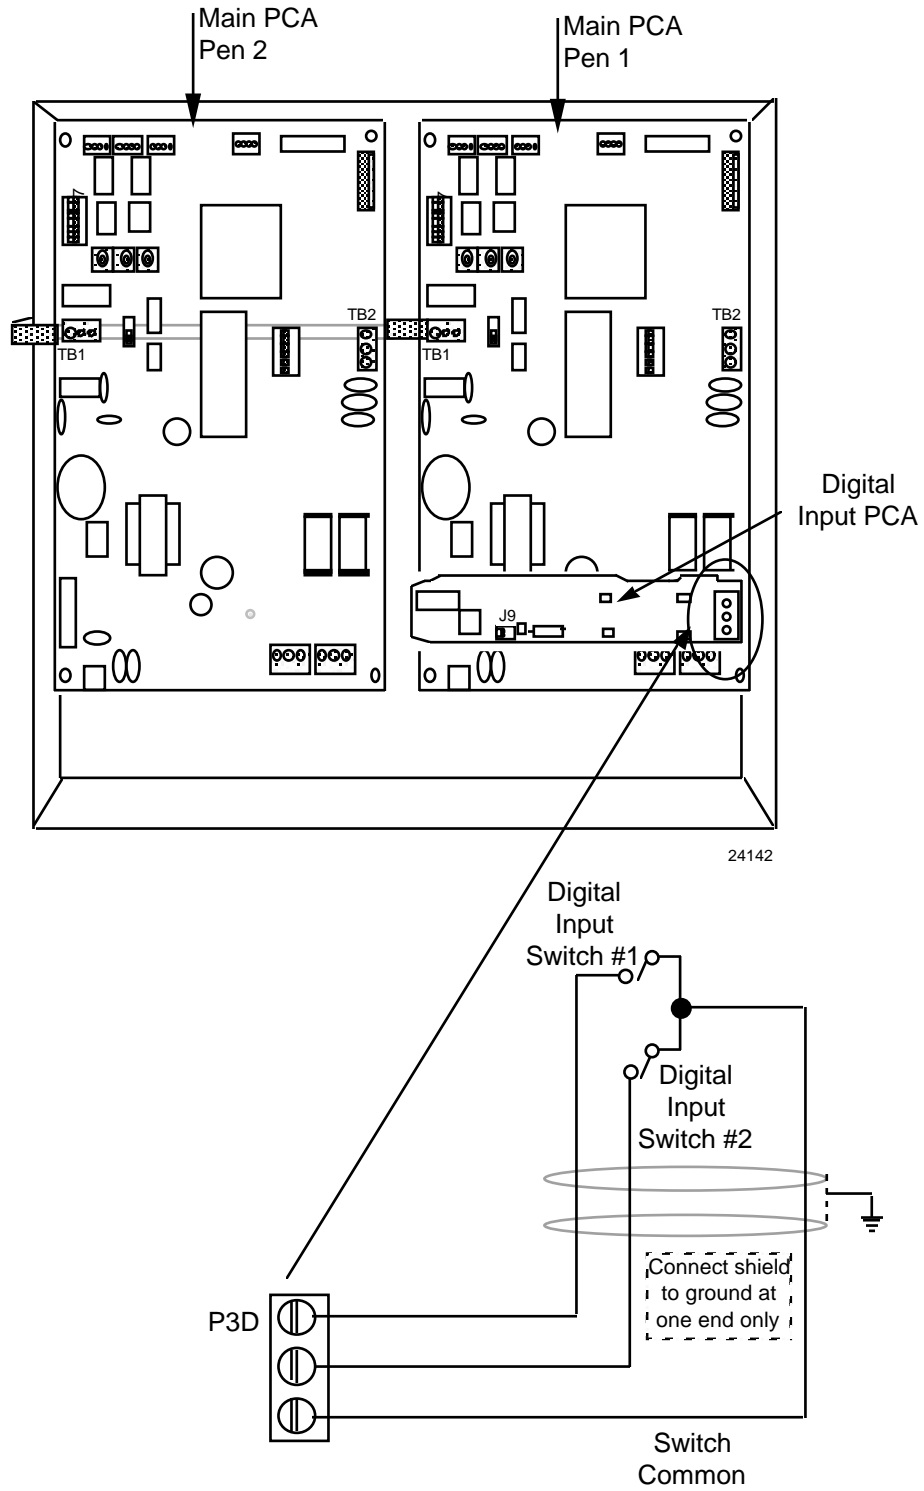 Main PCA
Pen 2
Main PCA
Pen 1
7
TB2
TB1
TB2
TB1
Digital
Input PCA
J9
24142
Digital
Input
Switch #1
Digital
Input
Switch #2
Connect shield
to ground at
one end only
P3D
Switch
Common